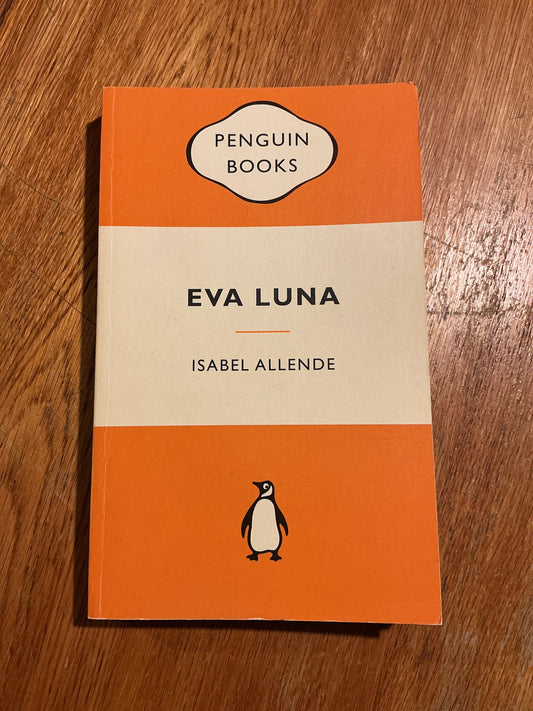 PENGUIN
BOOKS
EVA LUNA
ISABEL ALLENDE